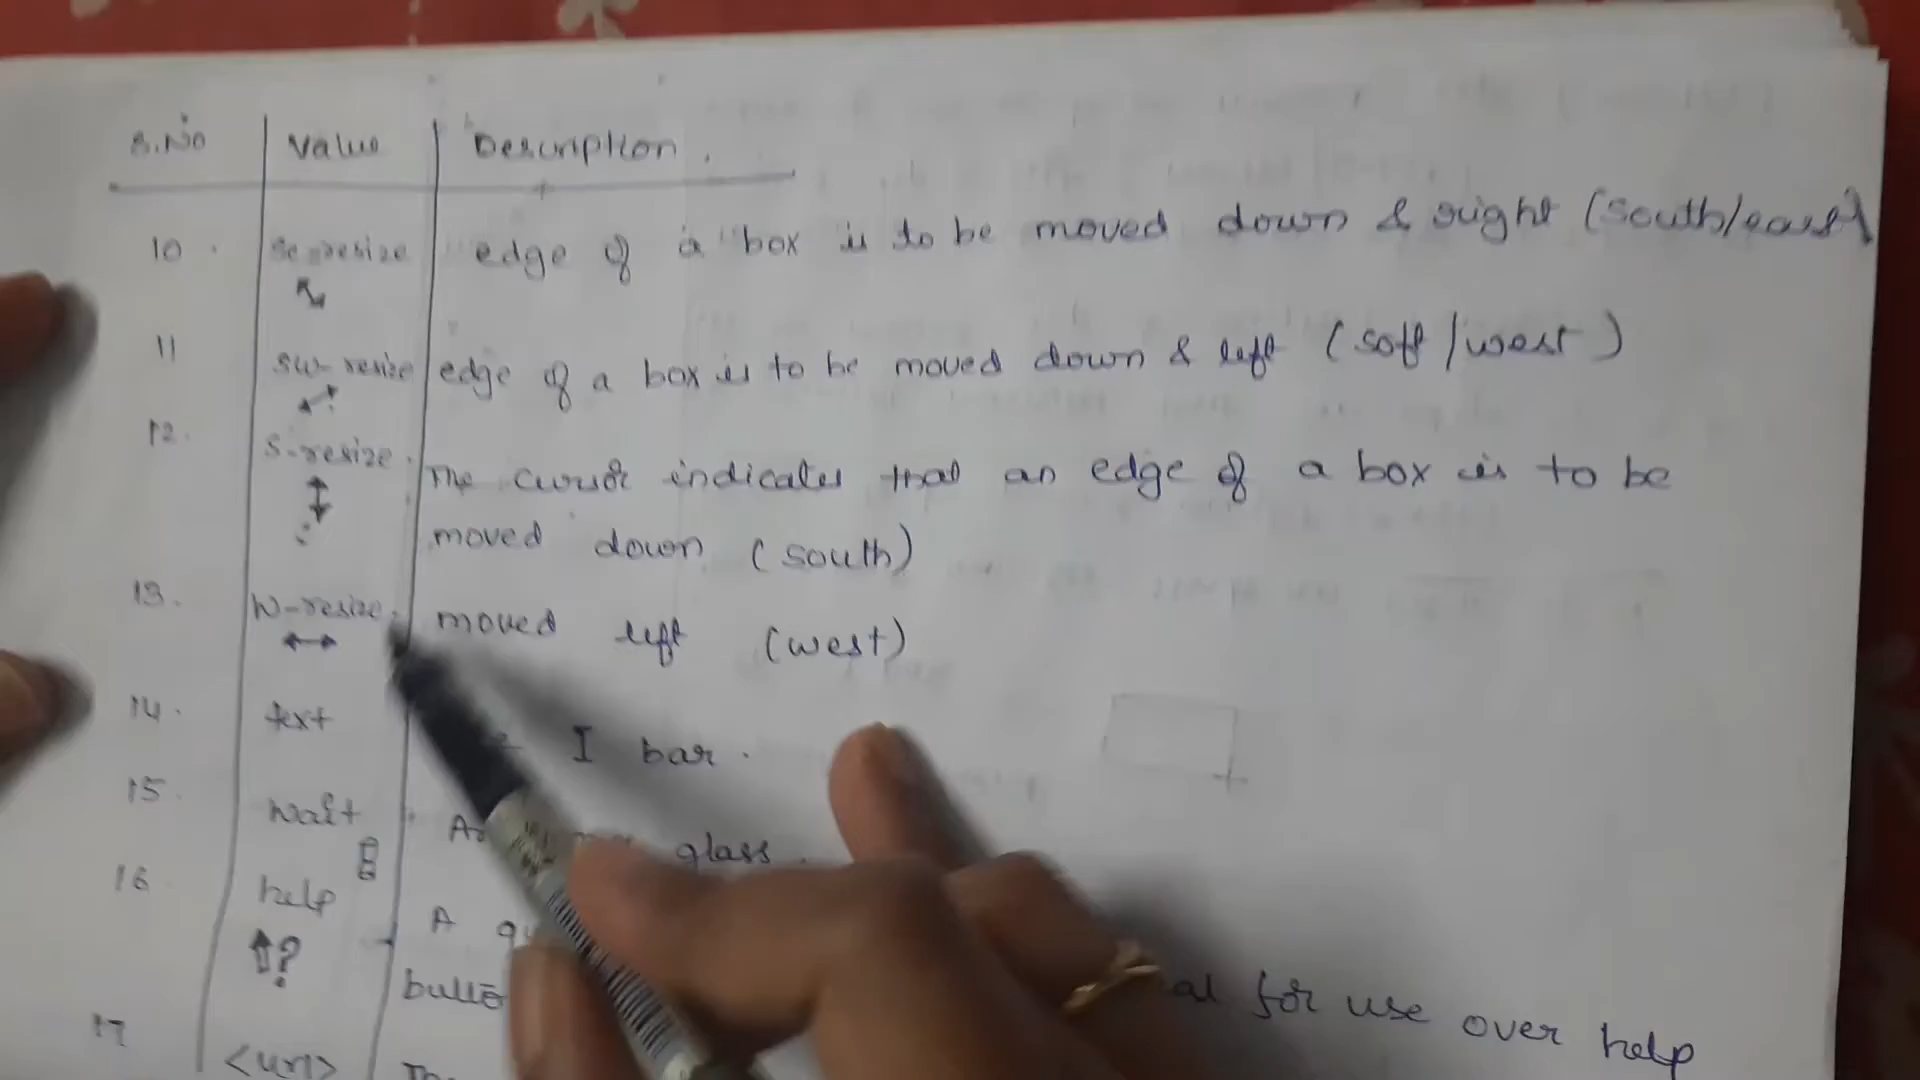 S.No Value Description.
10. se-resize edge of a box is to be moved down & right (south/east)
11 sw-resize edge of a box is to be moved down & left (soft/west)
12. s-resize. The cursor indicates that an edge of a box is to be
moved down (south)
13. w-resize. moved left (west)
14. text I bar.
15. wait glass.
16 help A
for use over help
17 <url>